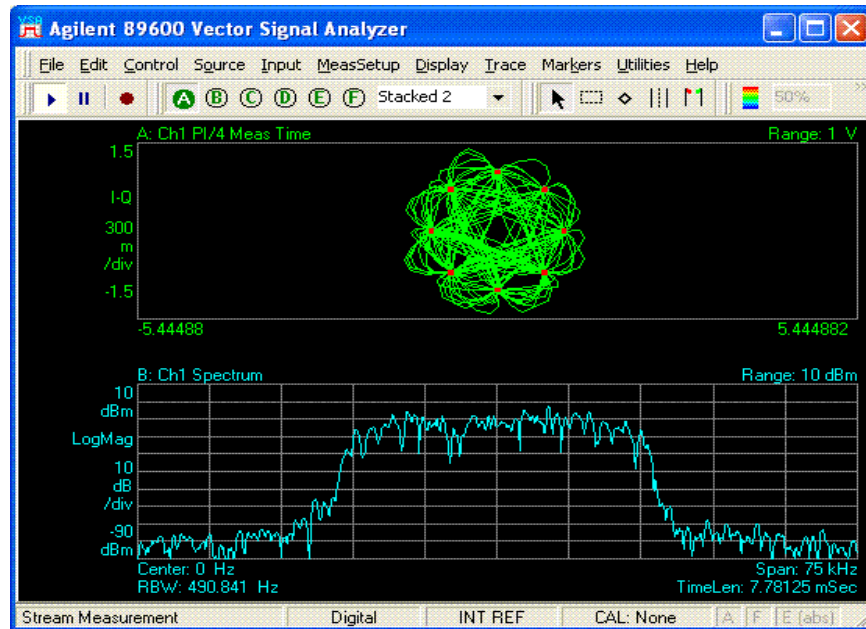 VSA Agilent 89600 Vector Signal Analyzer
File Edit Control Source Input MeasSetup Display Trace Markers Utilities Help
A B C D E F Stacked 2 50%
A: Ch1 PI/4 Meas Time Range: 1 V
1.5
I-Q
300
m
/div
-1.5
-5.44488 5.444882
B: Ch1 Spectrum Range: 10 dBm
10
dBm
LogMag
10
dB
/div
-90
dBm
Center: 0 Hz Span: 75 kHz
RBW: 490.841 Hz TimeLen: 7.78125 mSec
Stream Measurement Digital INT REF CAL: None A F E (abs)